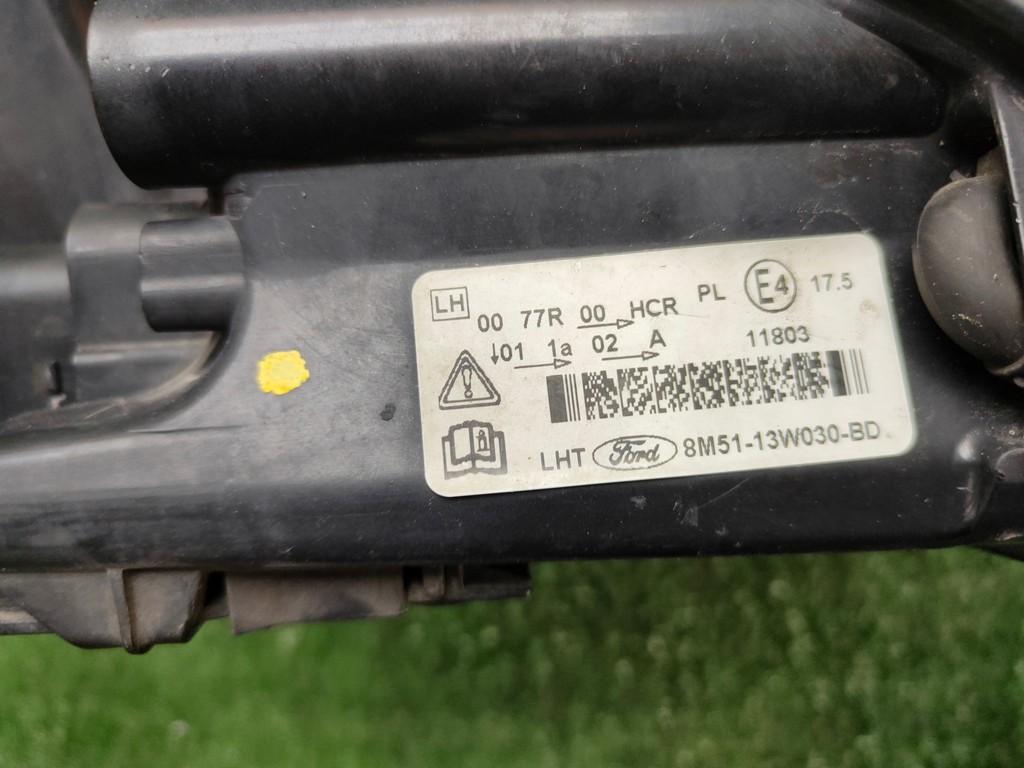 LH
00 77R 00 HCR PL E4 17.5
↓01 1a 02 A 11803
LHT Ford 8M51-13W030-BD